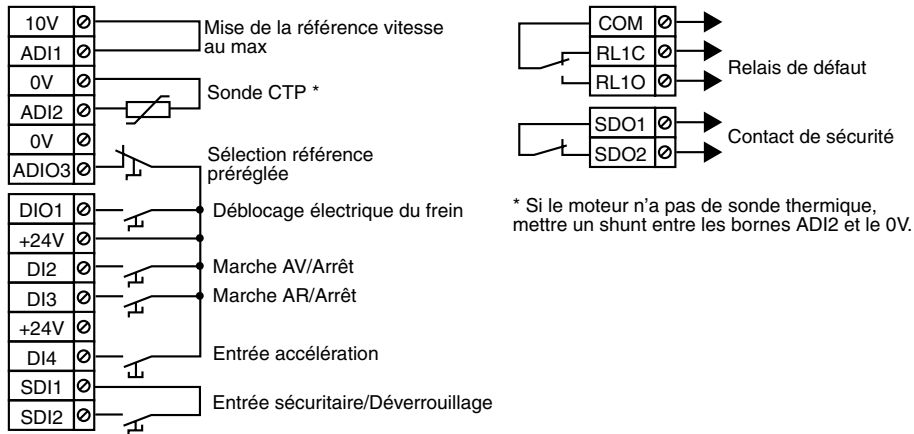 10V
ADI1
Mise de la référence vitesse
au max
0V
ADI2
Sonde CTP *
0V
ADIO3
Sélection référence
préréglée
DIO1
Déblocage électrique du frein
+24V
DI2
Marche AV/Arrêt
DI3
Marche AR/Arrêt
+24V
DI4
Entrée accélération
SDI1
SDI2
Entrée sécuritaire/Déverrouillage
COM
RL1C
RL1O
Relais de défaut
SDO1
SDO2
Contact de sécurité
* Si le moteur n'a pas de sonde thermique,
mettre un shunt entre les bornes ADI2 et le 0V.